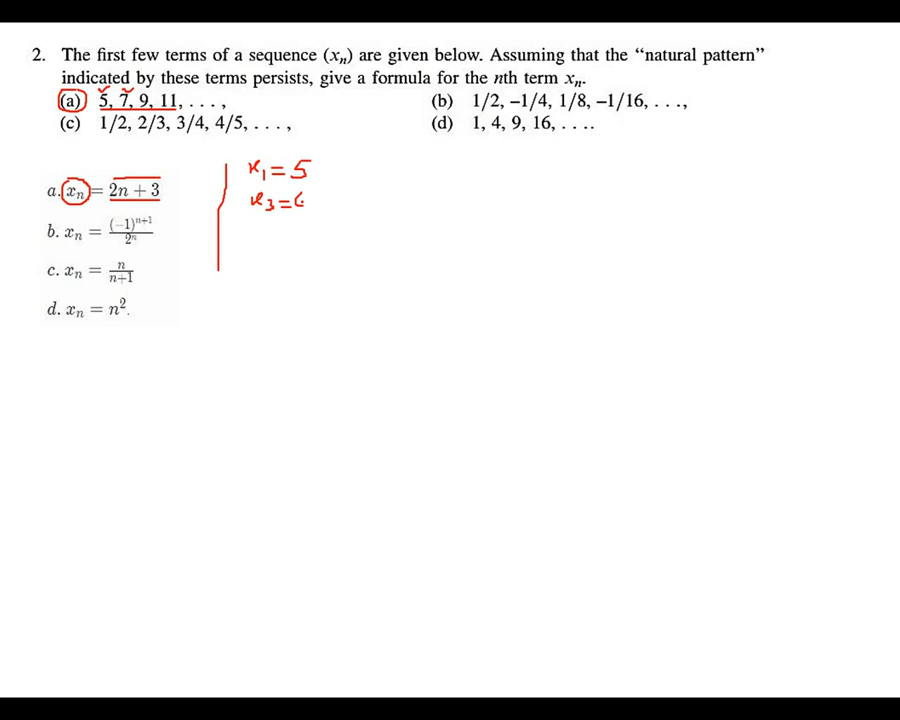 2. The first few terms of a sequence (xₙ) are given below. Assuming that the “natural pattern”
indicated by these terms persists, give a formula for the nth term xₙ.
(a) 5, 7, 9, 11, . . . , (b) 1/2, –1/4, 1/8, –1/16, . . .,
(c) 1/2, 2/3, 3/4, 4/5, . . . , (d) 1, 4, 9, 16, . . . .
a. xₙ = 2n + 3
b. xₙ = (−1)ⁿ⁺¹/2ⁿ
c. xₙ = n/n+1
d. xₙ = n².
x₁ = 5
x₃ =